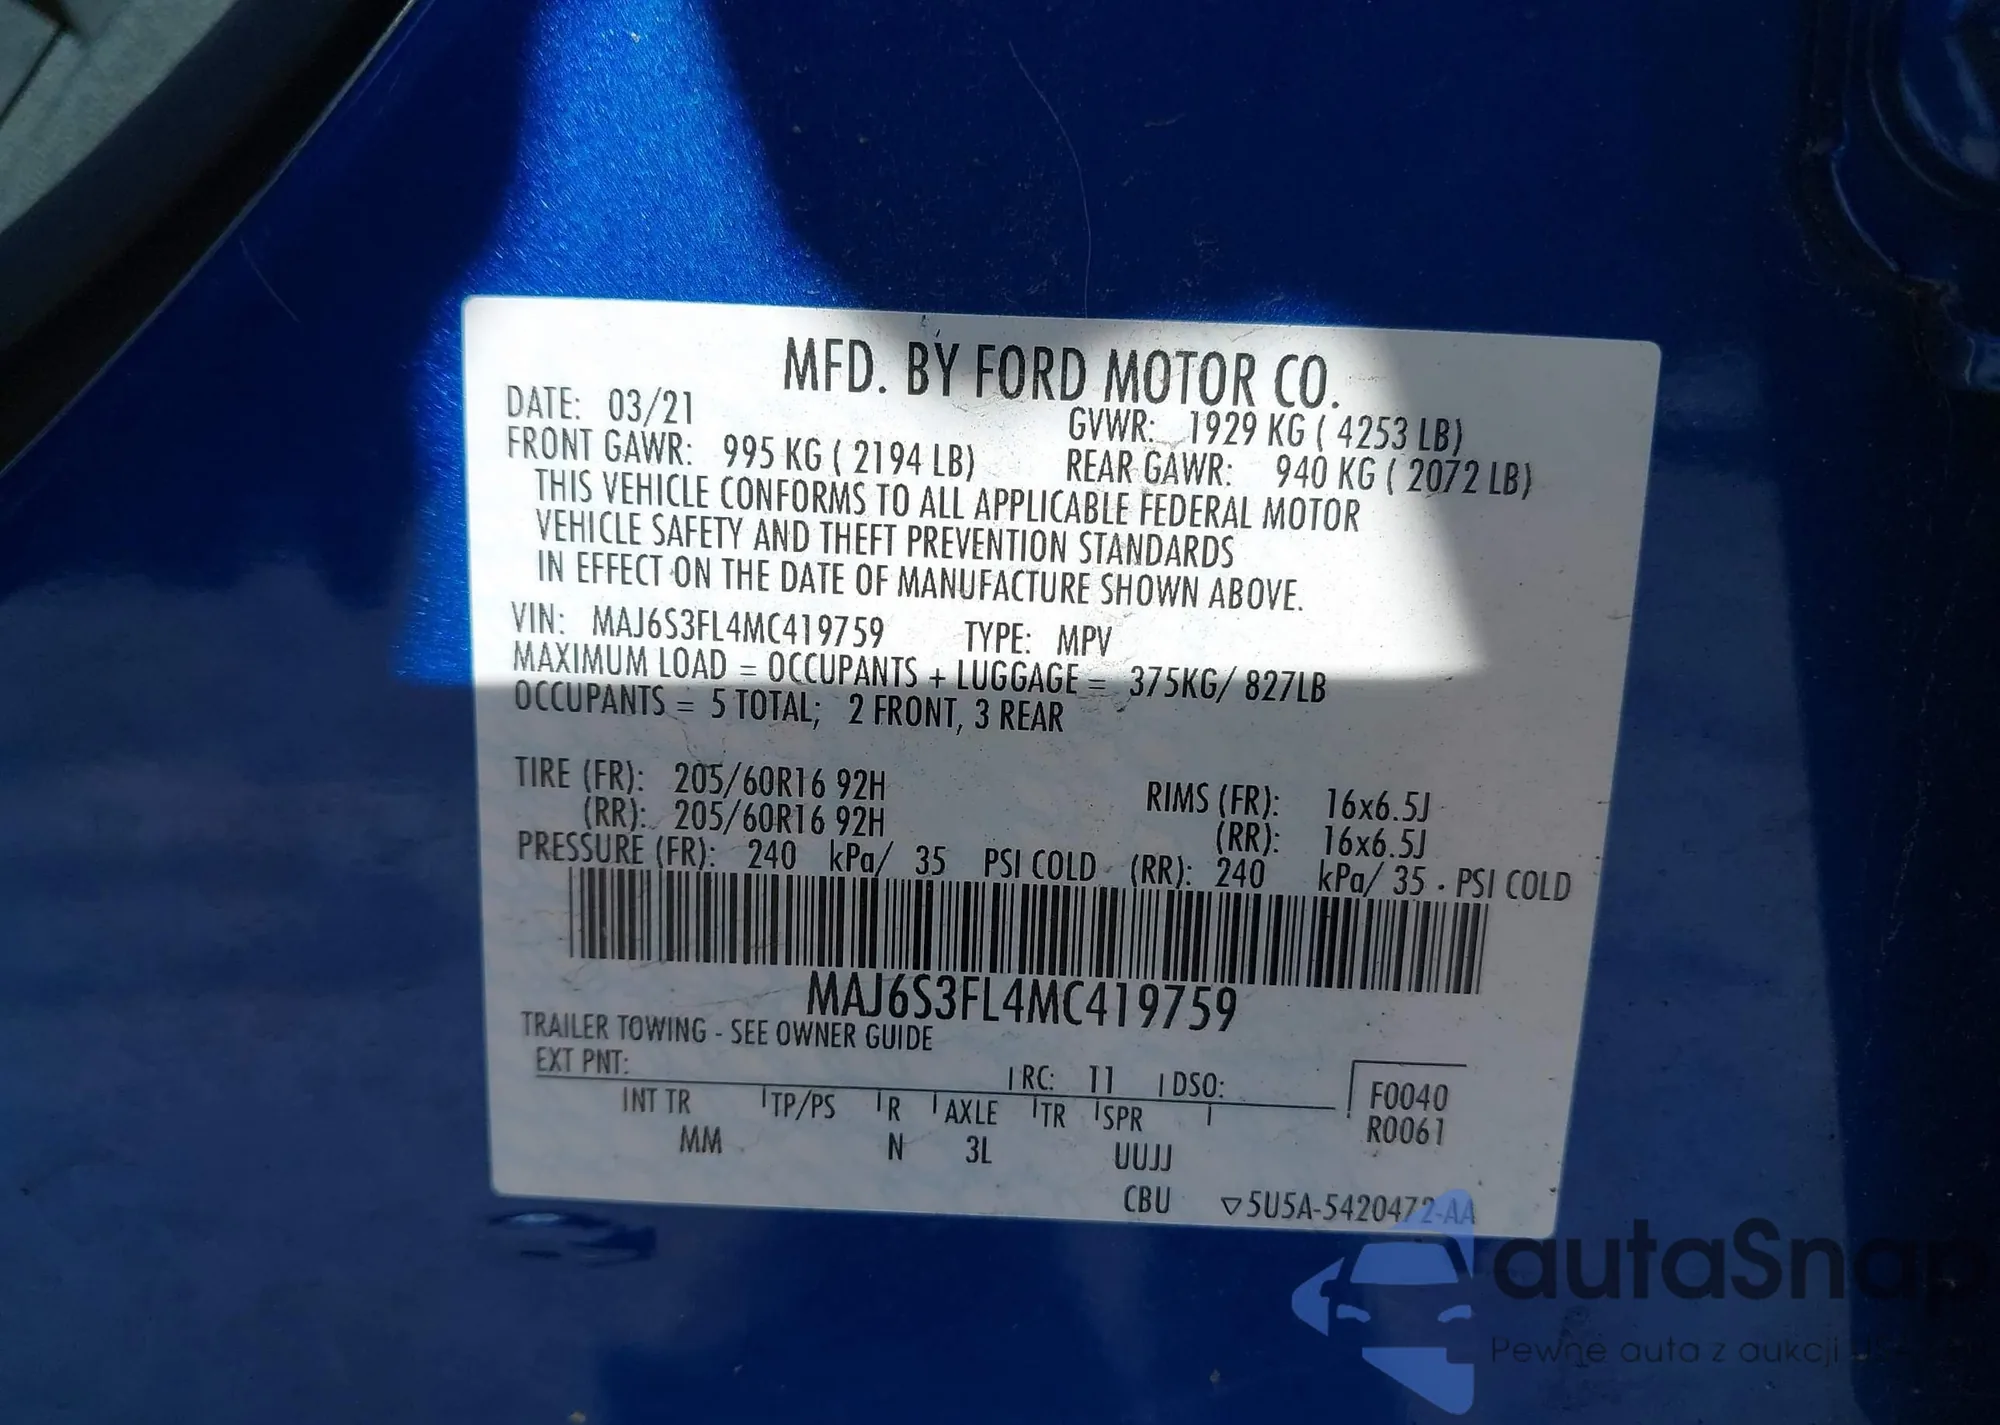 MFD. BY FORD MOTOR CO.
DATE: 03/21 GVWR: 1929 KG ( 4253 LB)
FRONT GAWR: 995 KG ( 2194 LB) REAR GAWR: 940 KG ( 2072 LB)
THIS VEHICLE CONFORMS TO ALL APPLICABLE FEDERAL MOTOR
VEHICLE SAFETY AND THEFT PREVENTION STANDARDS
IN EFFECT ON THE DATE OF MANUFACTURE SHOWN ABOVE.
VIN: MAJ6S3FL4MC419759 TYPE: MPV
MAXIMUM LOAD = OCCUPANTS + LUGGAGE = 375KG/ 827LB
OCCUPANTS = 5 TOTAL; 2 FRONT, 3 REAR
TIRE (FR): 205/60R16 92H RIMS (FR): 16x6.5J
(RR): 205/60R16 92H (RR): 16x6.5J
PRESSURE (FR): 240 kPa/ 35 PSI COLD (RR): 240 kPa/ 35 PSI COLD
MAJ6S3FL4MC419759
TRAILER TOWING - SEE OWNER GUIDE
EXT PNT: RC: 11 DSO: F0040
INT TR TP/PS R AXLE TR SPR R0061
MM N 3L UUJJ
CBU ▽5U5A-5420472-AA
autaSnap
Pewne auta z aukcji